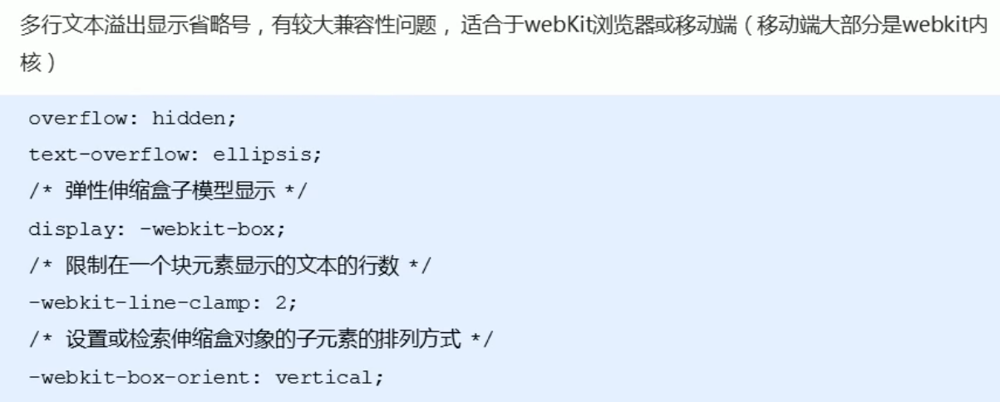 多行文本溢出显示省略号，有较大兼容性问题， 适合于webKit浏览器或移动端（移动端大部分是webkit内
核）
overflow: hidden;
text-overflow: ellipsis;
/* 弹性伸缩盒子模型显示 */
display: -webkit-box;
/* 限制在一个块元素显示的文本的行数 */
-webkit-line-clamp: 2;
/* 设置或检索伸缩盒对象的子元素的排列方式 */
-webkit-box-orient: vertical;